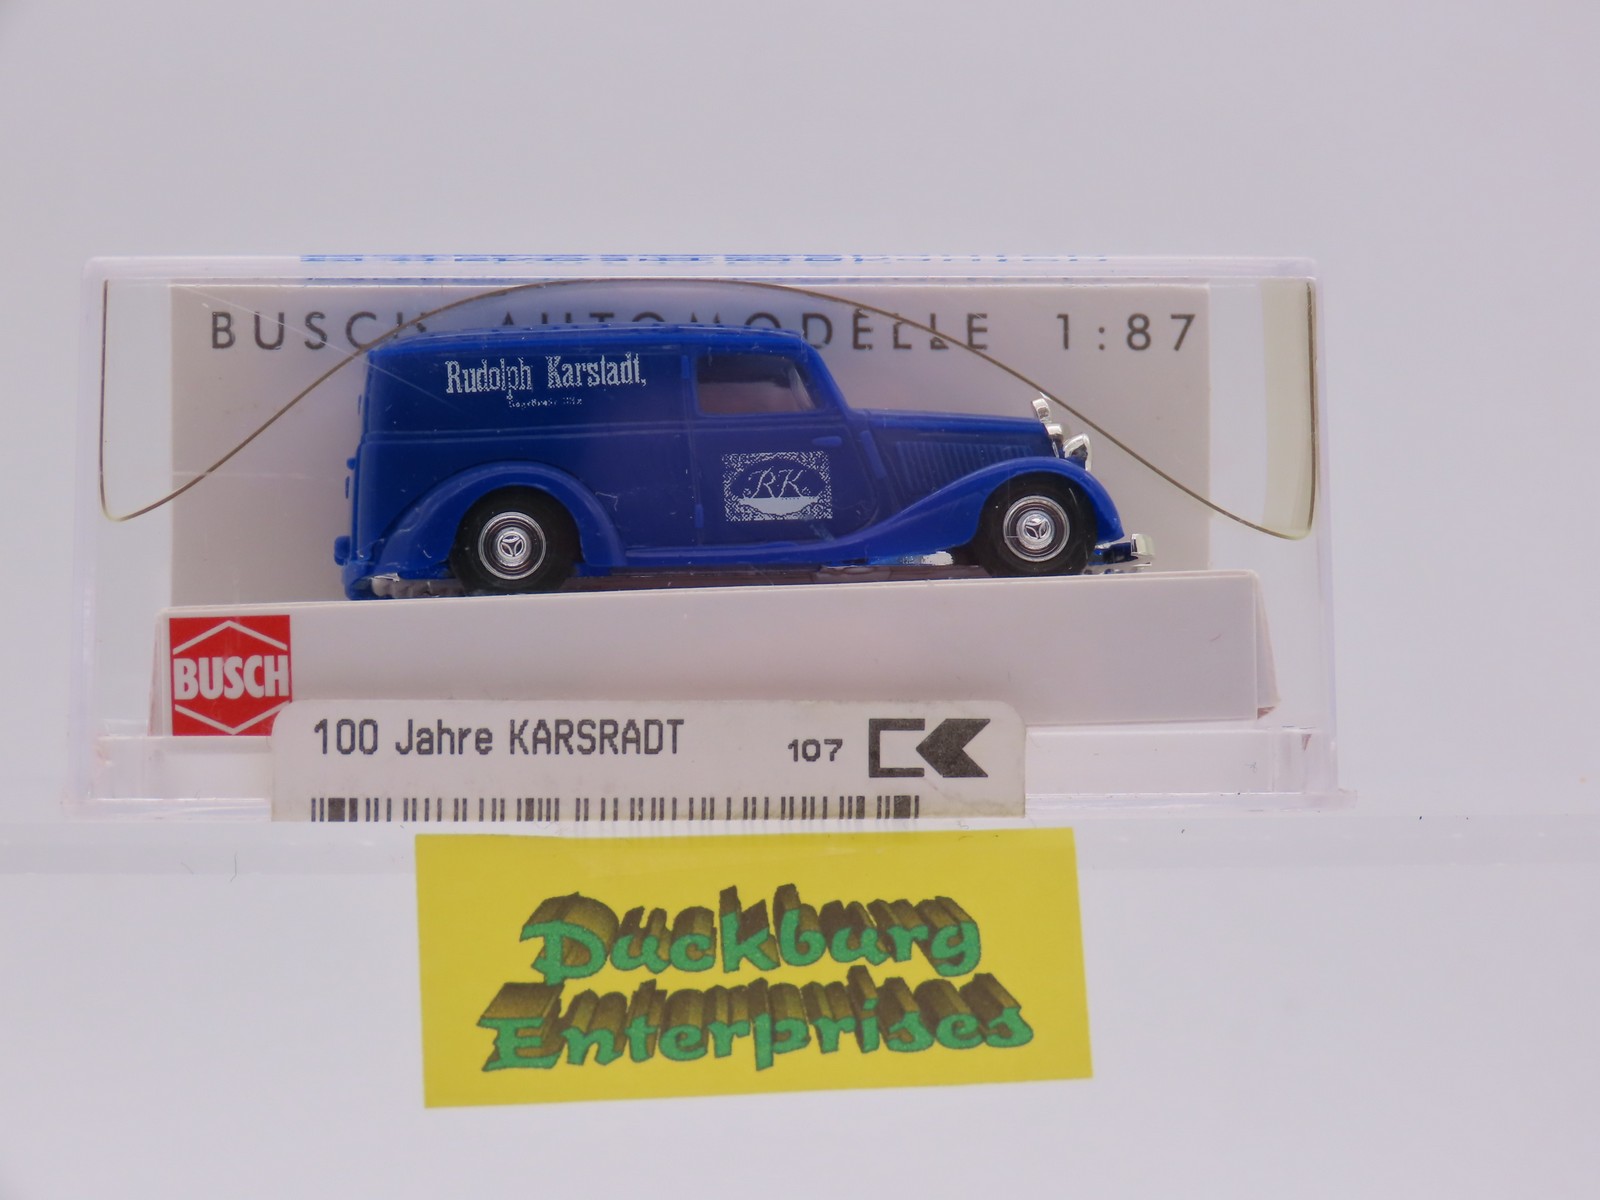 BUSCH AUTOMODELLE 1:87
Rudolph Karstadt,
RK
BUSCH
100 Jahre KARSRADT
107
Duckburg
Enterprises